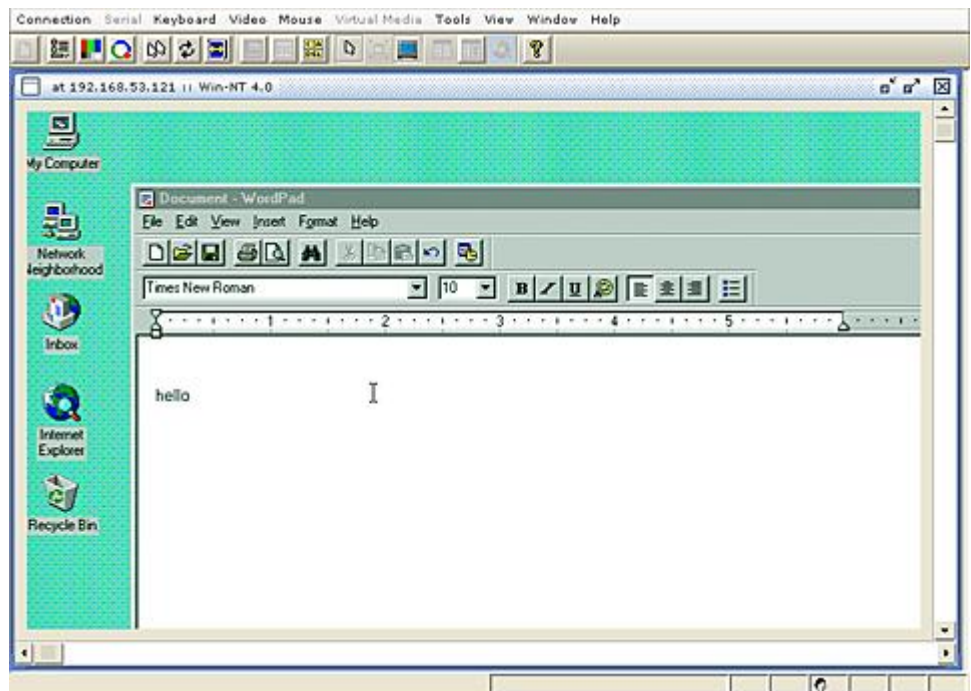 Connection Serial Keyboard Video Mouse Virtual Media Tools View Window Help
at 192.168.53.121 :: Win-NT 4.0
My Computer
Document - WordPad
File Edit View Insert Format Help
Network
Neighborhood
Times New Roman 10 B I U
1 2 3 4 5
Inbox
hello
Internet
Explorer
Recycle Bin